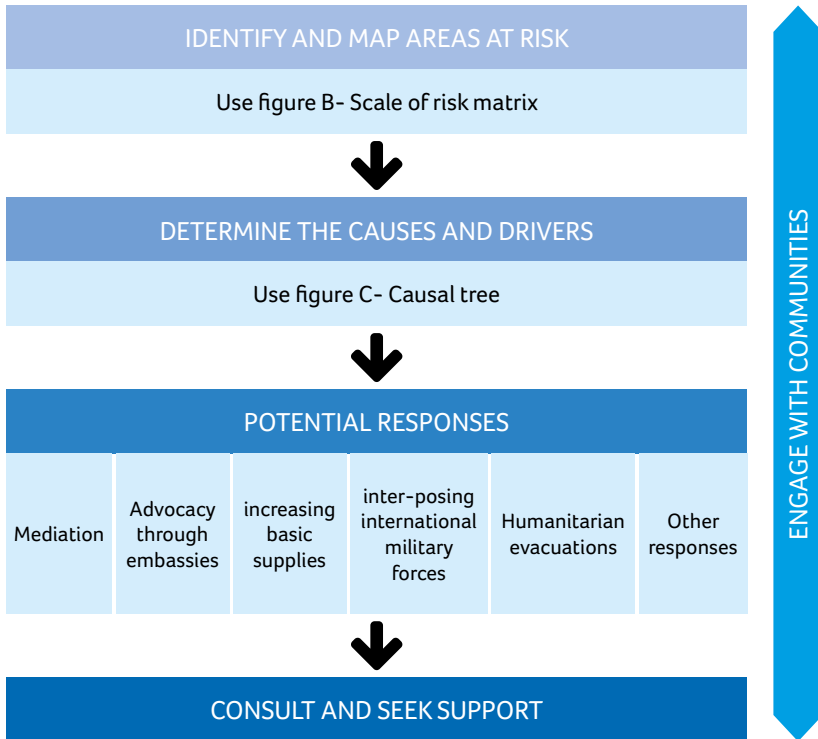 IDENTIFY AND MAP AREAS AT RISK
Use figure B- Scale of risk matrix
DETERMINE THE CAUSES AND DRIVERS
Use figure C- Causal tree
POTENTIAL RESPONSES
Mediation
Advocacy
through
embassies
increasing
basic
supplies
inter-posing
international
military
forces
Humanitarian
evacuations
Other
responses
CONSULT AND SEEK SUPPORT
ENGAGE WITH COMMUNITIES